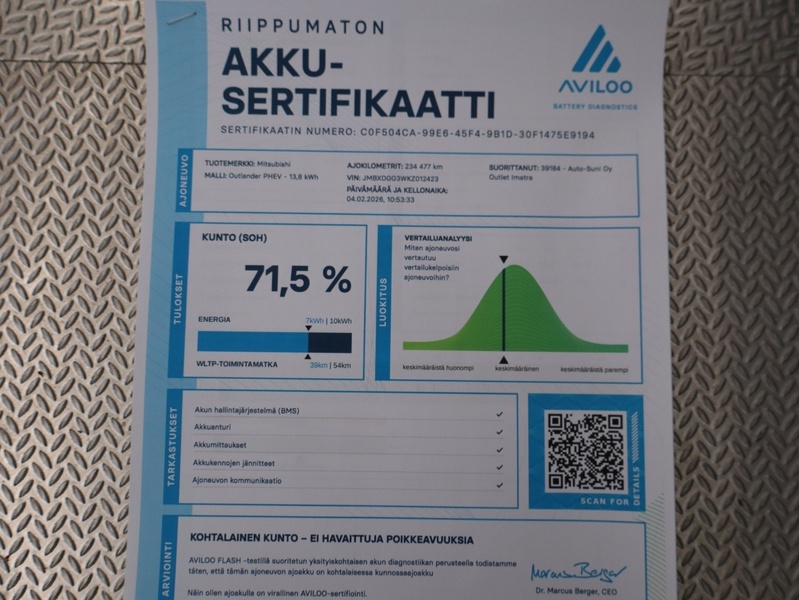 RIIPPUMATON
AKKU-
SERTIFIKAATTI
SERTIFIKAATIN NUMERO: C0F504CA-99E6-45F4-9B1D-30F1475E9194
AVILOO
BATTERY DIAGNOSTICS
AJONEUVO
TUOTEMERKKI: Mitsubishi
MALLI: Outlander PHEV - 13,8 kWh
AJOKILOMETRIT: 234 477 km
VIN: JMBXDGG3WKZ012423
PÄIVÄMÄÄRÄ JA KELLONAIKA:
04.02.2026, 10:53:33
SUORITTANUT: 39184 - Auto-Suni Oy
Outlet Imatra
TULOKSET
KUNTO (SOH)
71,5 %
ENERGIA
7kWh | 10kWh
WLTP-TOIMINTAMATKA
39km | 54km
LUOKITUS
VERTAILUANALYYSI
Miten ajoneuvosi
vertautuu
vertailukelpoisiin
ajoneuvoihin?
keskimääräistä huonompi
keskimääräinen
keskimääräistä parempi
TARKASTUKSET
Akun hallintajärjestelmä (BMS)
Akkuanturi
Akkumittaukset
Akkukennojen jännitteet
Ajoneuvon kommunikaatio
SCAN FOR
DETAILS
ARVIOINTI
KOHTALAINEN KUNTO – EI HAVAITTUJA POIKKEAVUUKSIA
AVILOO FLASH -testillä suoritetun yksityiskohtaisen akun diagnostiikan perusteella todistamme
täten, että tämän ajoneuvon ajoakku on kohtalaisessa kunnossaajoakku
Näin ollen ajoakulla on virallinen AVILOO-sertifiointi.
Marcus Berger
Dr. Marcus Berger, CEO